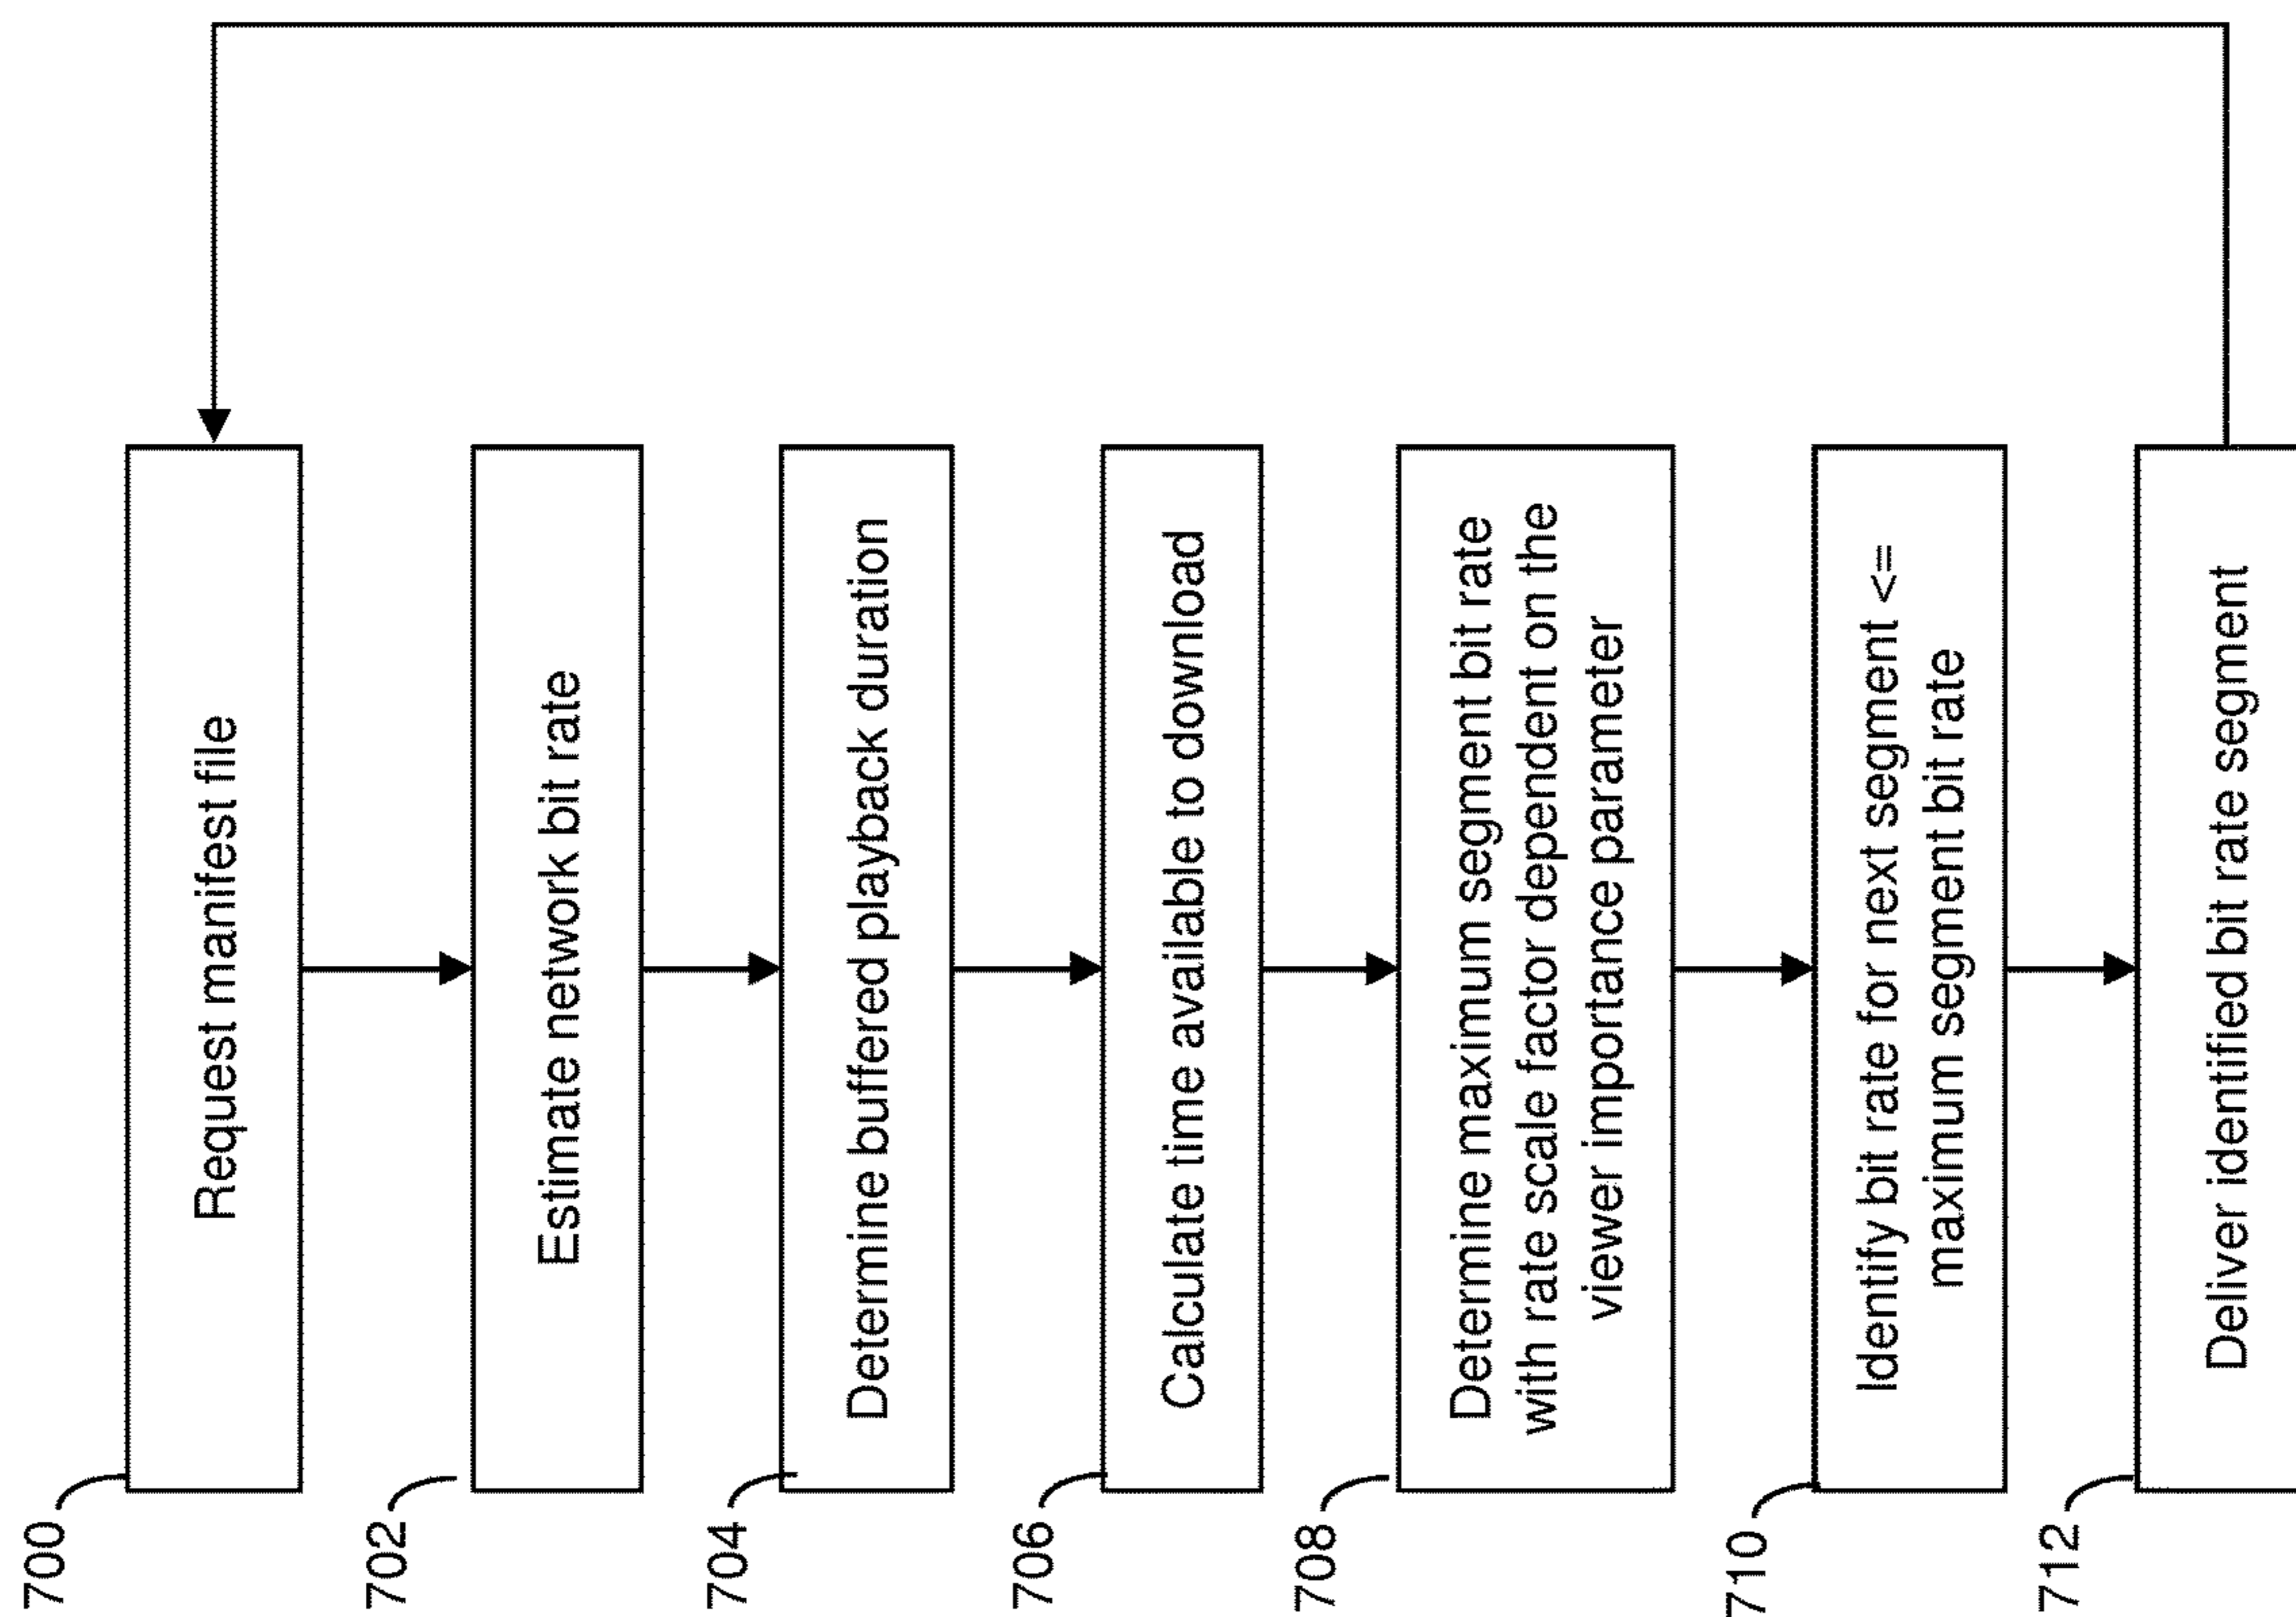 700
Request manifest file
702
Estimate network bit rate
704
Determine buffered playback duration
706
Calculate time available to download
708
Determine maximum segment bit rate
with rate scale factor dependent on the
viewer importance parameter
710
Identify bit rate for next segment <=
maximum segment bit rate
712
Deliver identified bit rate segment